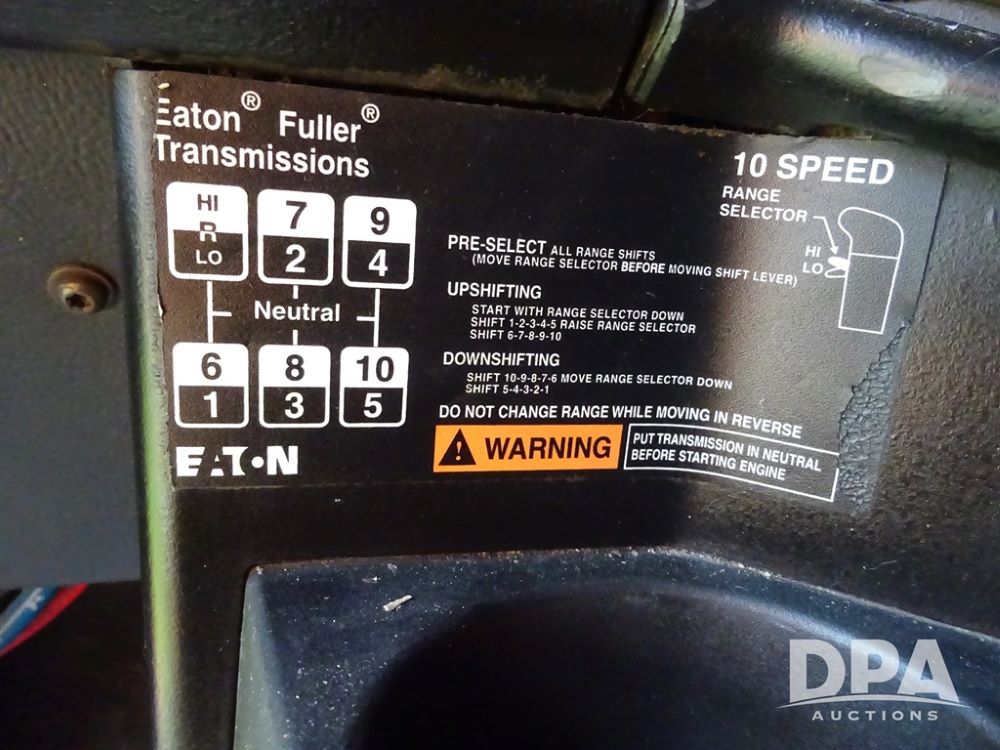 Eaton® Fuller®
Transmissions
10 SPEED
RANGE
SELECTOR
HI
LO
HI
R
LO
7
2
9
4
Neutral
6
1
8
3
10
5
EATON
PRE-SELECT ALL RANGE SHIFTS
(MOVE RANGE SELECTOR BEFORE MOVING SHIFT LEVER)
UPSHIFTING
START WITH RANGE SELECTOR DOWN
SHIFT 1-2-3-4-5 RAISE RANGE SELECTOR
SHIFT 6-7-8-9-10
DOWNSHIFTING
SHIFT 10-9-8-7-6 MOVE RANGE SELECTOR DOWN
SHIFT 5-4-3-2-1
DO NOT CHANGE RANGE WHILE MOVING IN REVERSE
WARNING
PUT TRANSMISSION IN NEUTRAL
BEFORE STARTING ENGINE
DPA
AUCTIONS